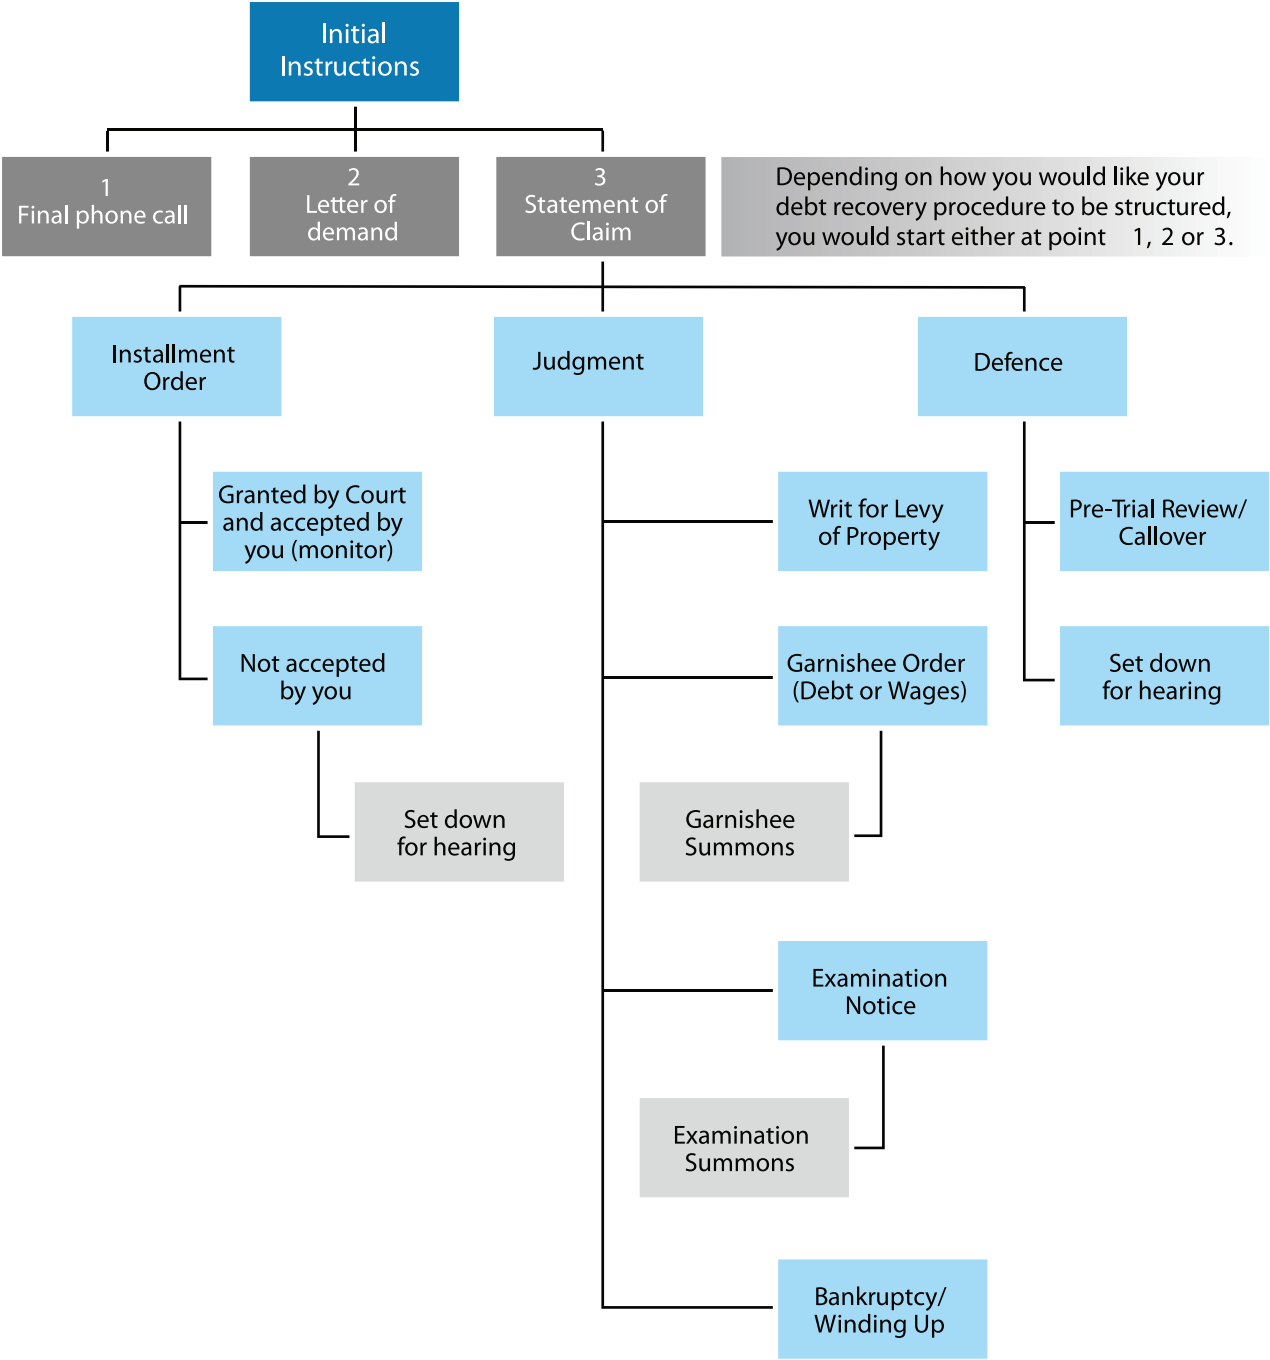 Initial
Instructions
1
Final phone call
2
Letter of
demand
3
Statement of
Claim
Depending on how you would like your
debt recovery procedure to be structured,
you would start either at point 1, 2 or 3.
Installment
Order
Judgment
Defence
Granted by Court
and accepted by
you (monitor)
Writ for Levy
of Property
Pre-Trial Review/
Callover
Not accepted
by you
Garnishee Order
(Debt or Wages)
Set down
for hearing
Set down
for hearing
Garnishee
Summons
Examination
Notice
Examination
Summons
Bankruptcy/
Winding Up